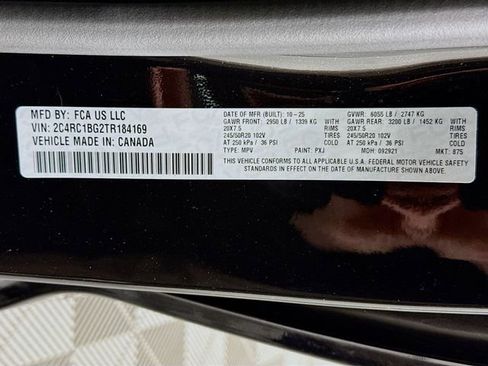 MFD BY: FCA US LLC
VIN: 2C4RC1BG2TR184169
VEHICLE MADE IN: CANADA
DATE OF MFR (BUILT): 10-25 GVWR: 6055 LB / 2747 KG
GAWR FRONT: 2950 LB / 1339 KG GAWR REAR: 3200 LB / 1452 KG
20X7.5 RIMS 20X7.5 RIMS
245/50R20 102V TIRES 245/50R20 102V TIRES
AT 250 kPa / 36 PSI COLD AT 250 kPa / 36 PSI COLD
TYPE: MPV PAINT: PXJ MDH: 092921 MKT: 87S
THIS VEHICLE CONFORMS TO ALL APPLICABLE U.S.A. FEDERAL MOTOR VEHICLE SAFETY
STANDARDS IN EFFECT ON THE DATE OF MANUFACTURE SHOWN ABOVE.